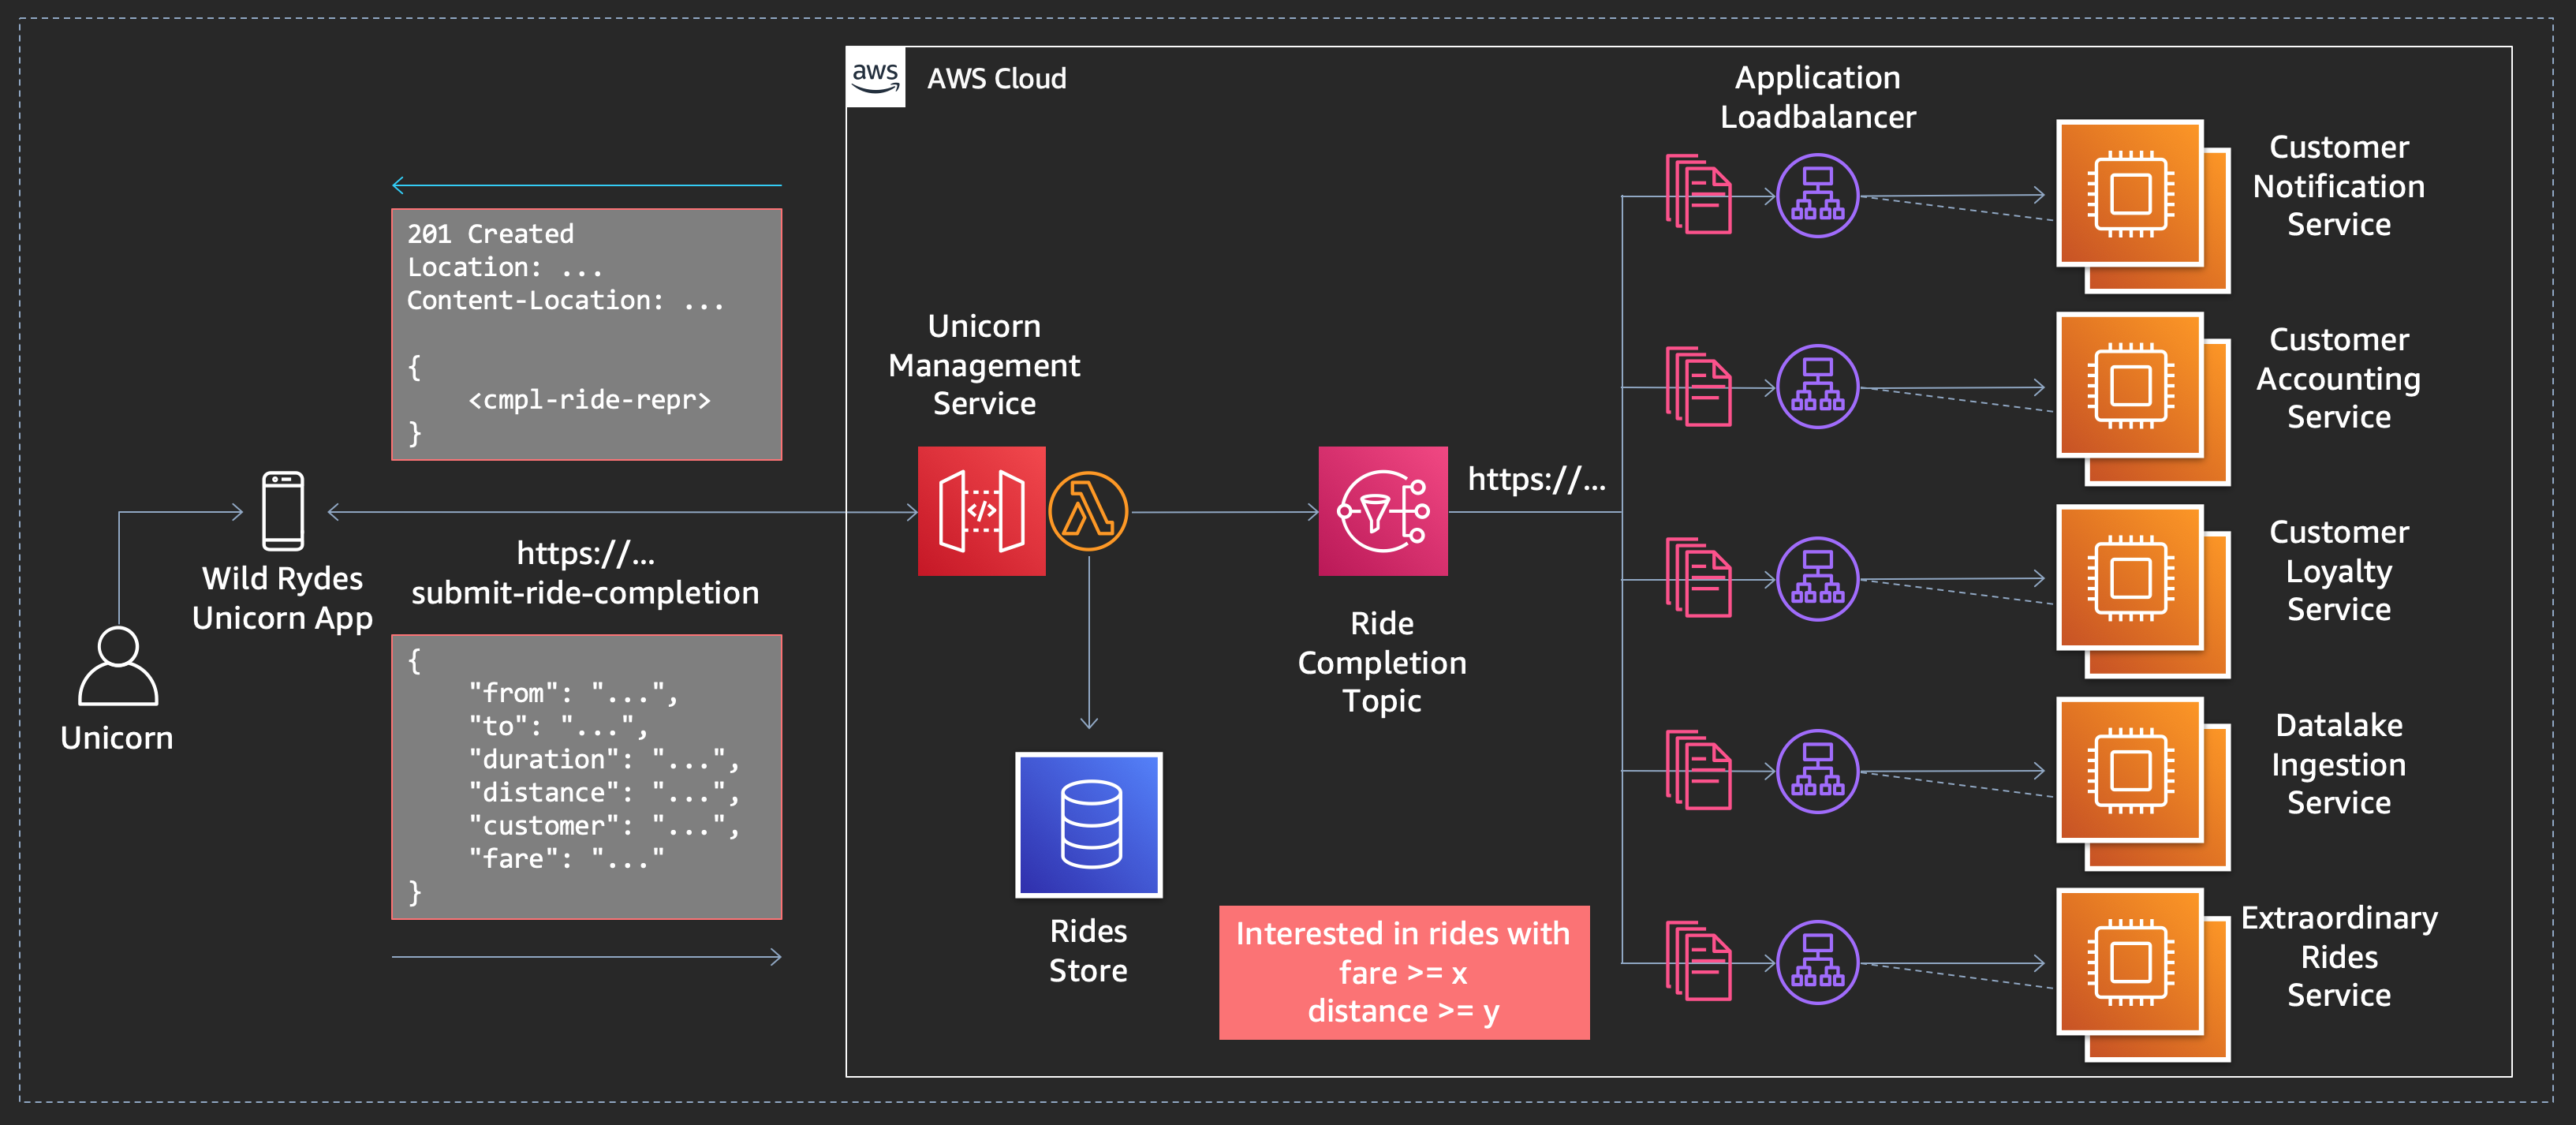 aws
AWS Cloud
Application
Loadbalancer
201 Created
Location: ...
Content-Location: ...
{
<cmpl-ride-repr>
}
Unicorn
Wild Rydes
Unicorn App
https://...
submit-ride-completion
{
"from": "...",
"to": "...",
"duration": "...",
"distance": "...",
"customer": "...",
"fare": "..."
}
Unicorn
Management
Service
</>
Rides
Store
Ride
Completion
Topic
https://...
Interested in rides with
fare >= x
distance >= y
Customer
Notification
Service
Customer
Accounting
Service
Customer
Loyalty
Service
Datalake
Ingestion
Service
Extraordinary
Rides
Service